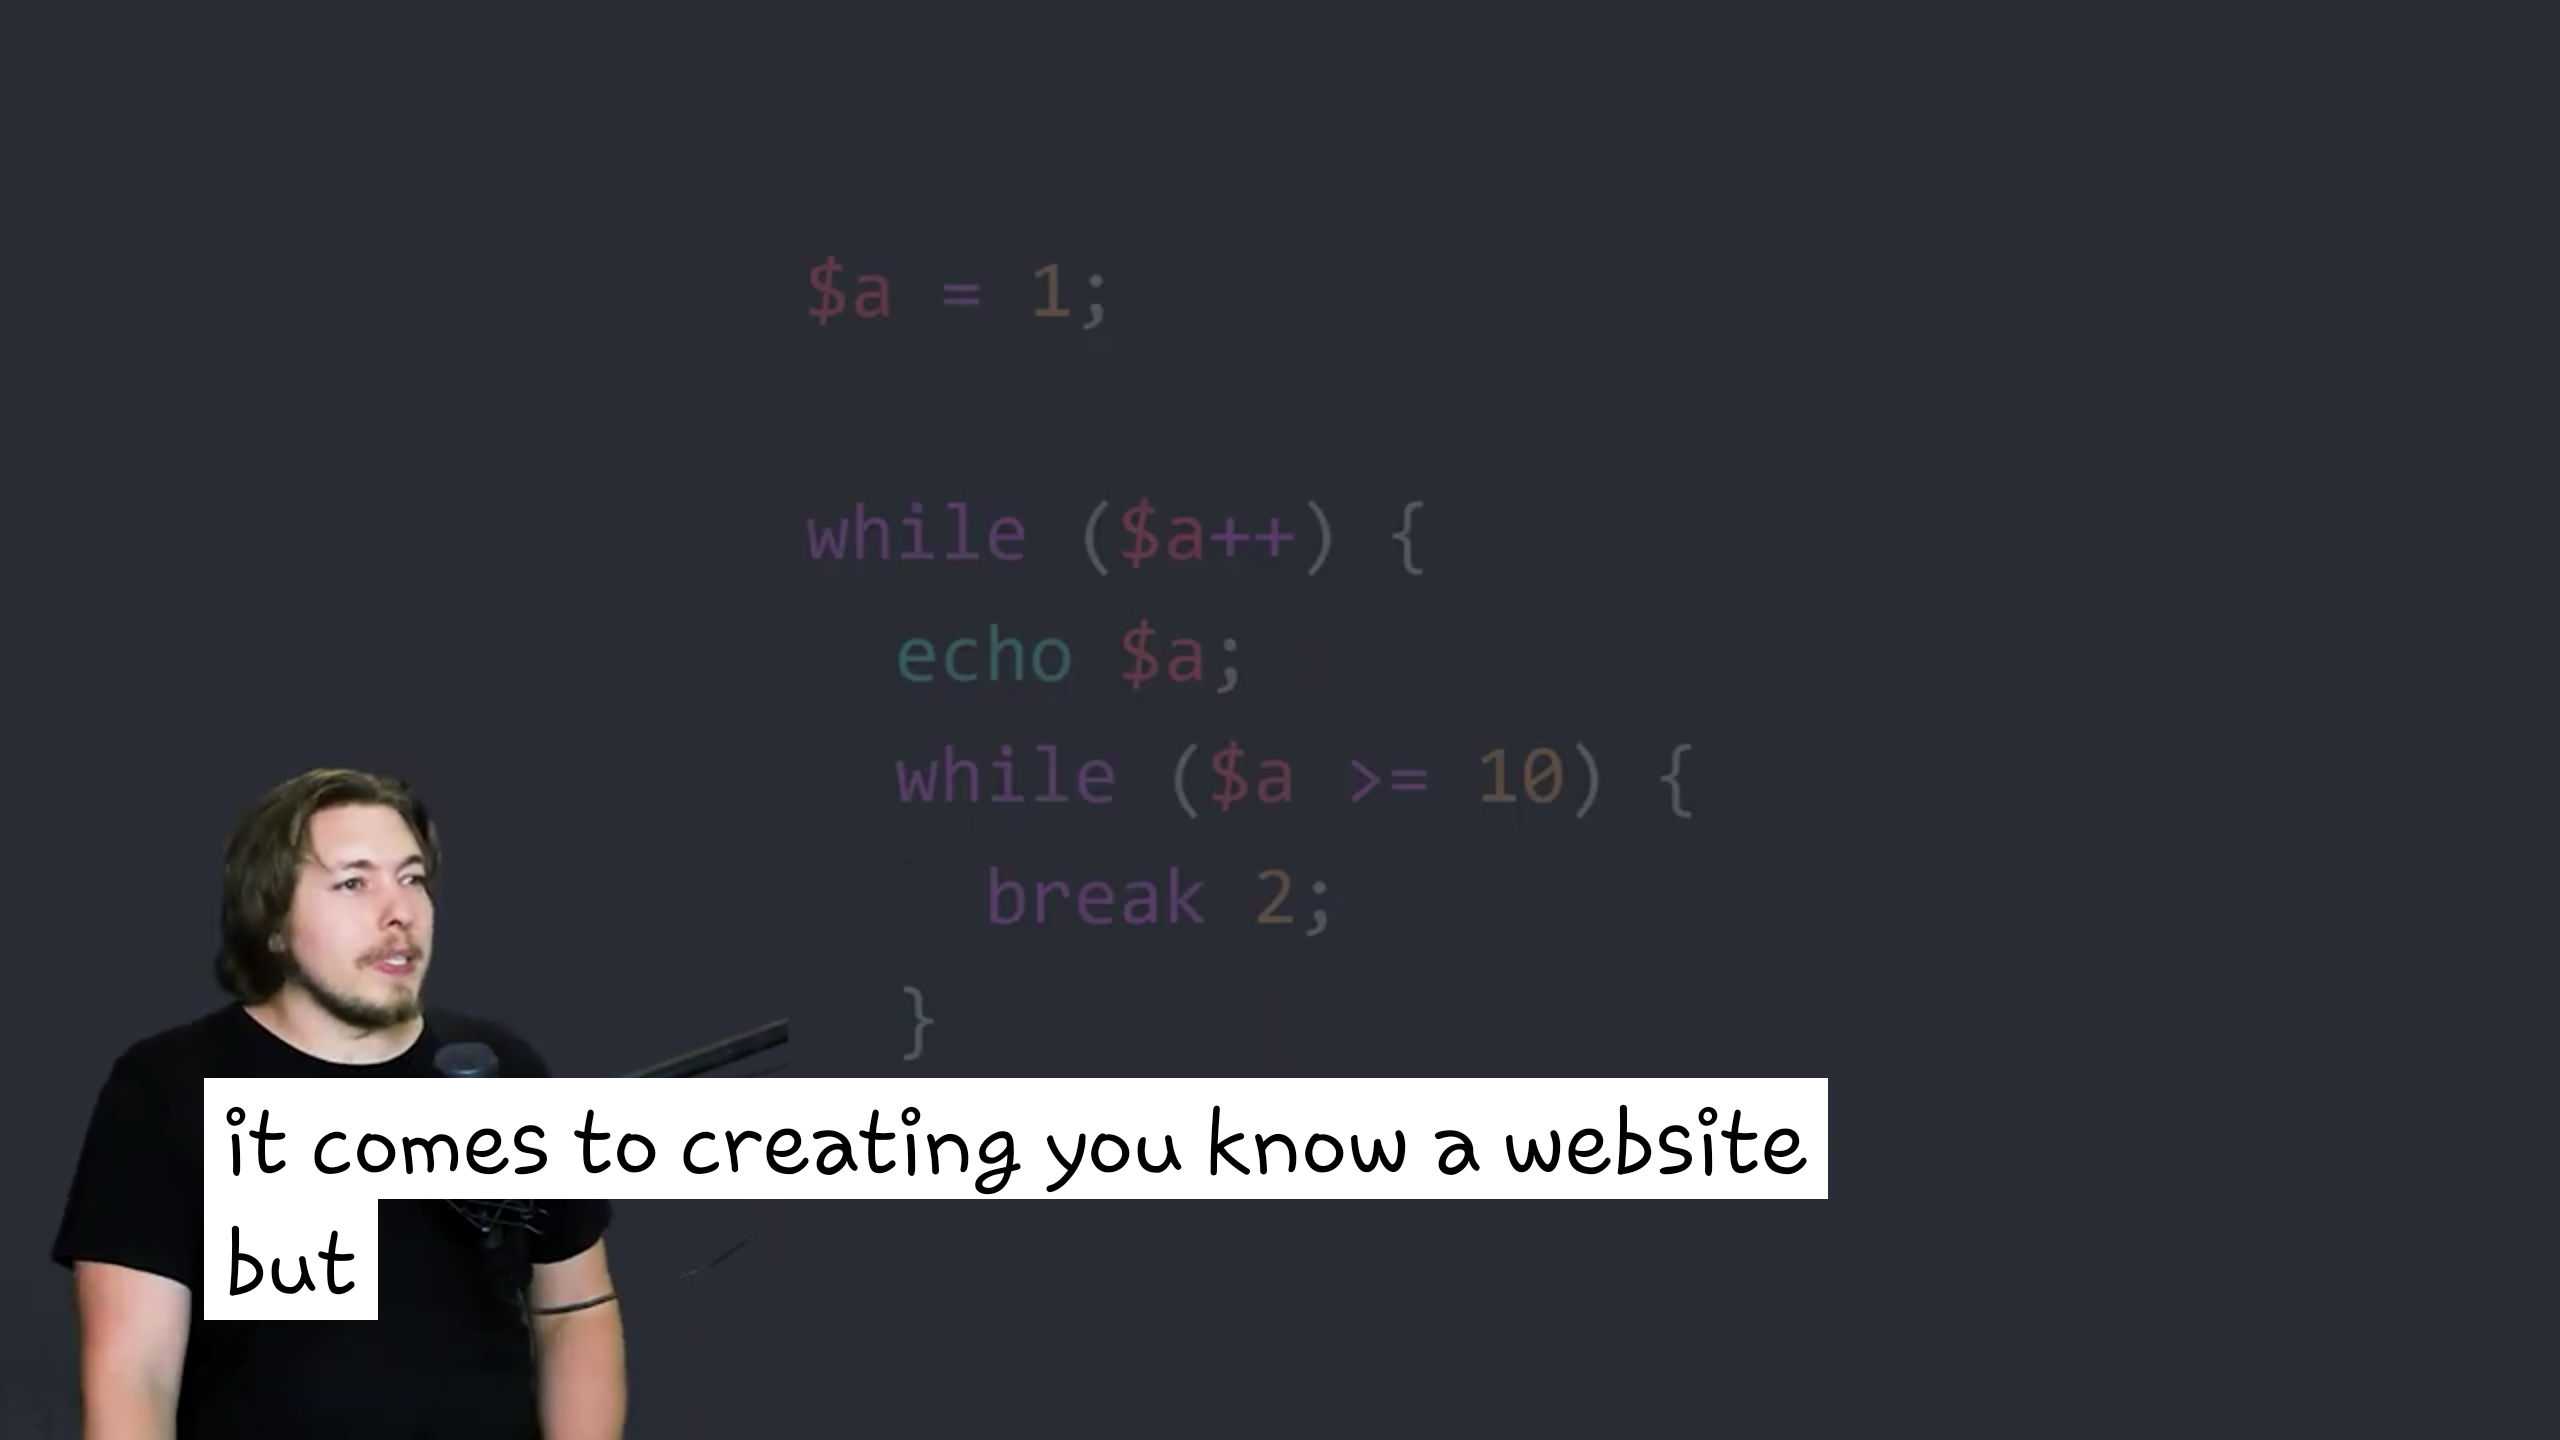 $a = 1;
while ($a++) {
echo $a;
while ($a >= 10) {
break 2;
}
it comes to creating you know a website
but